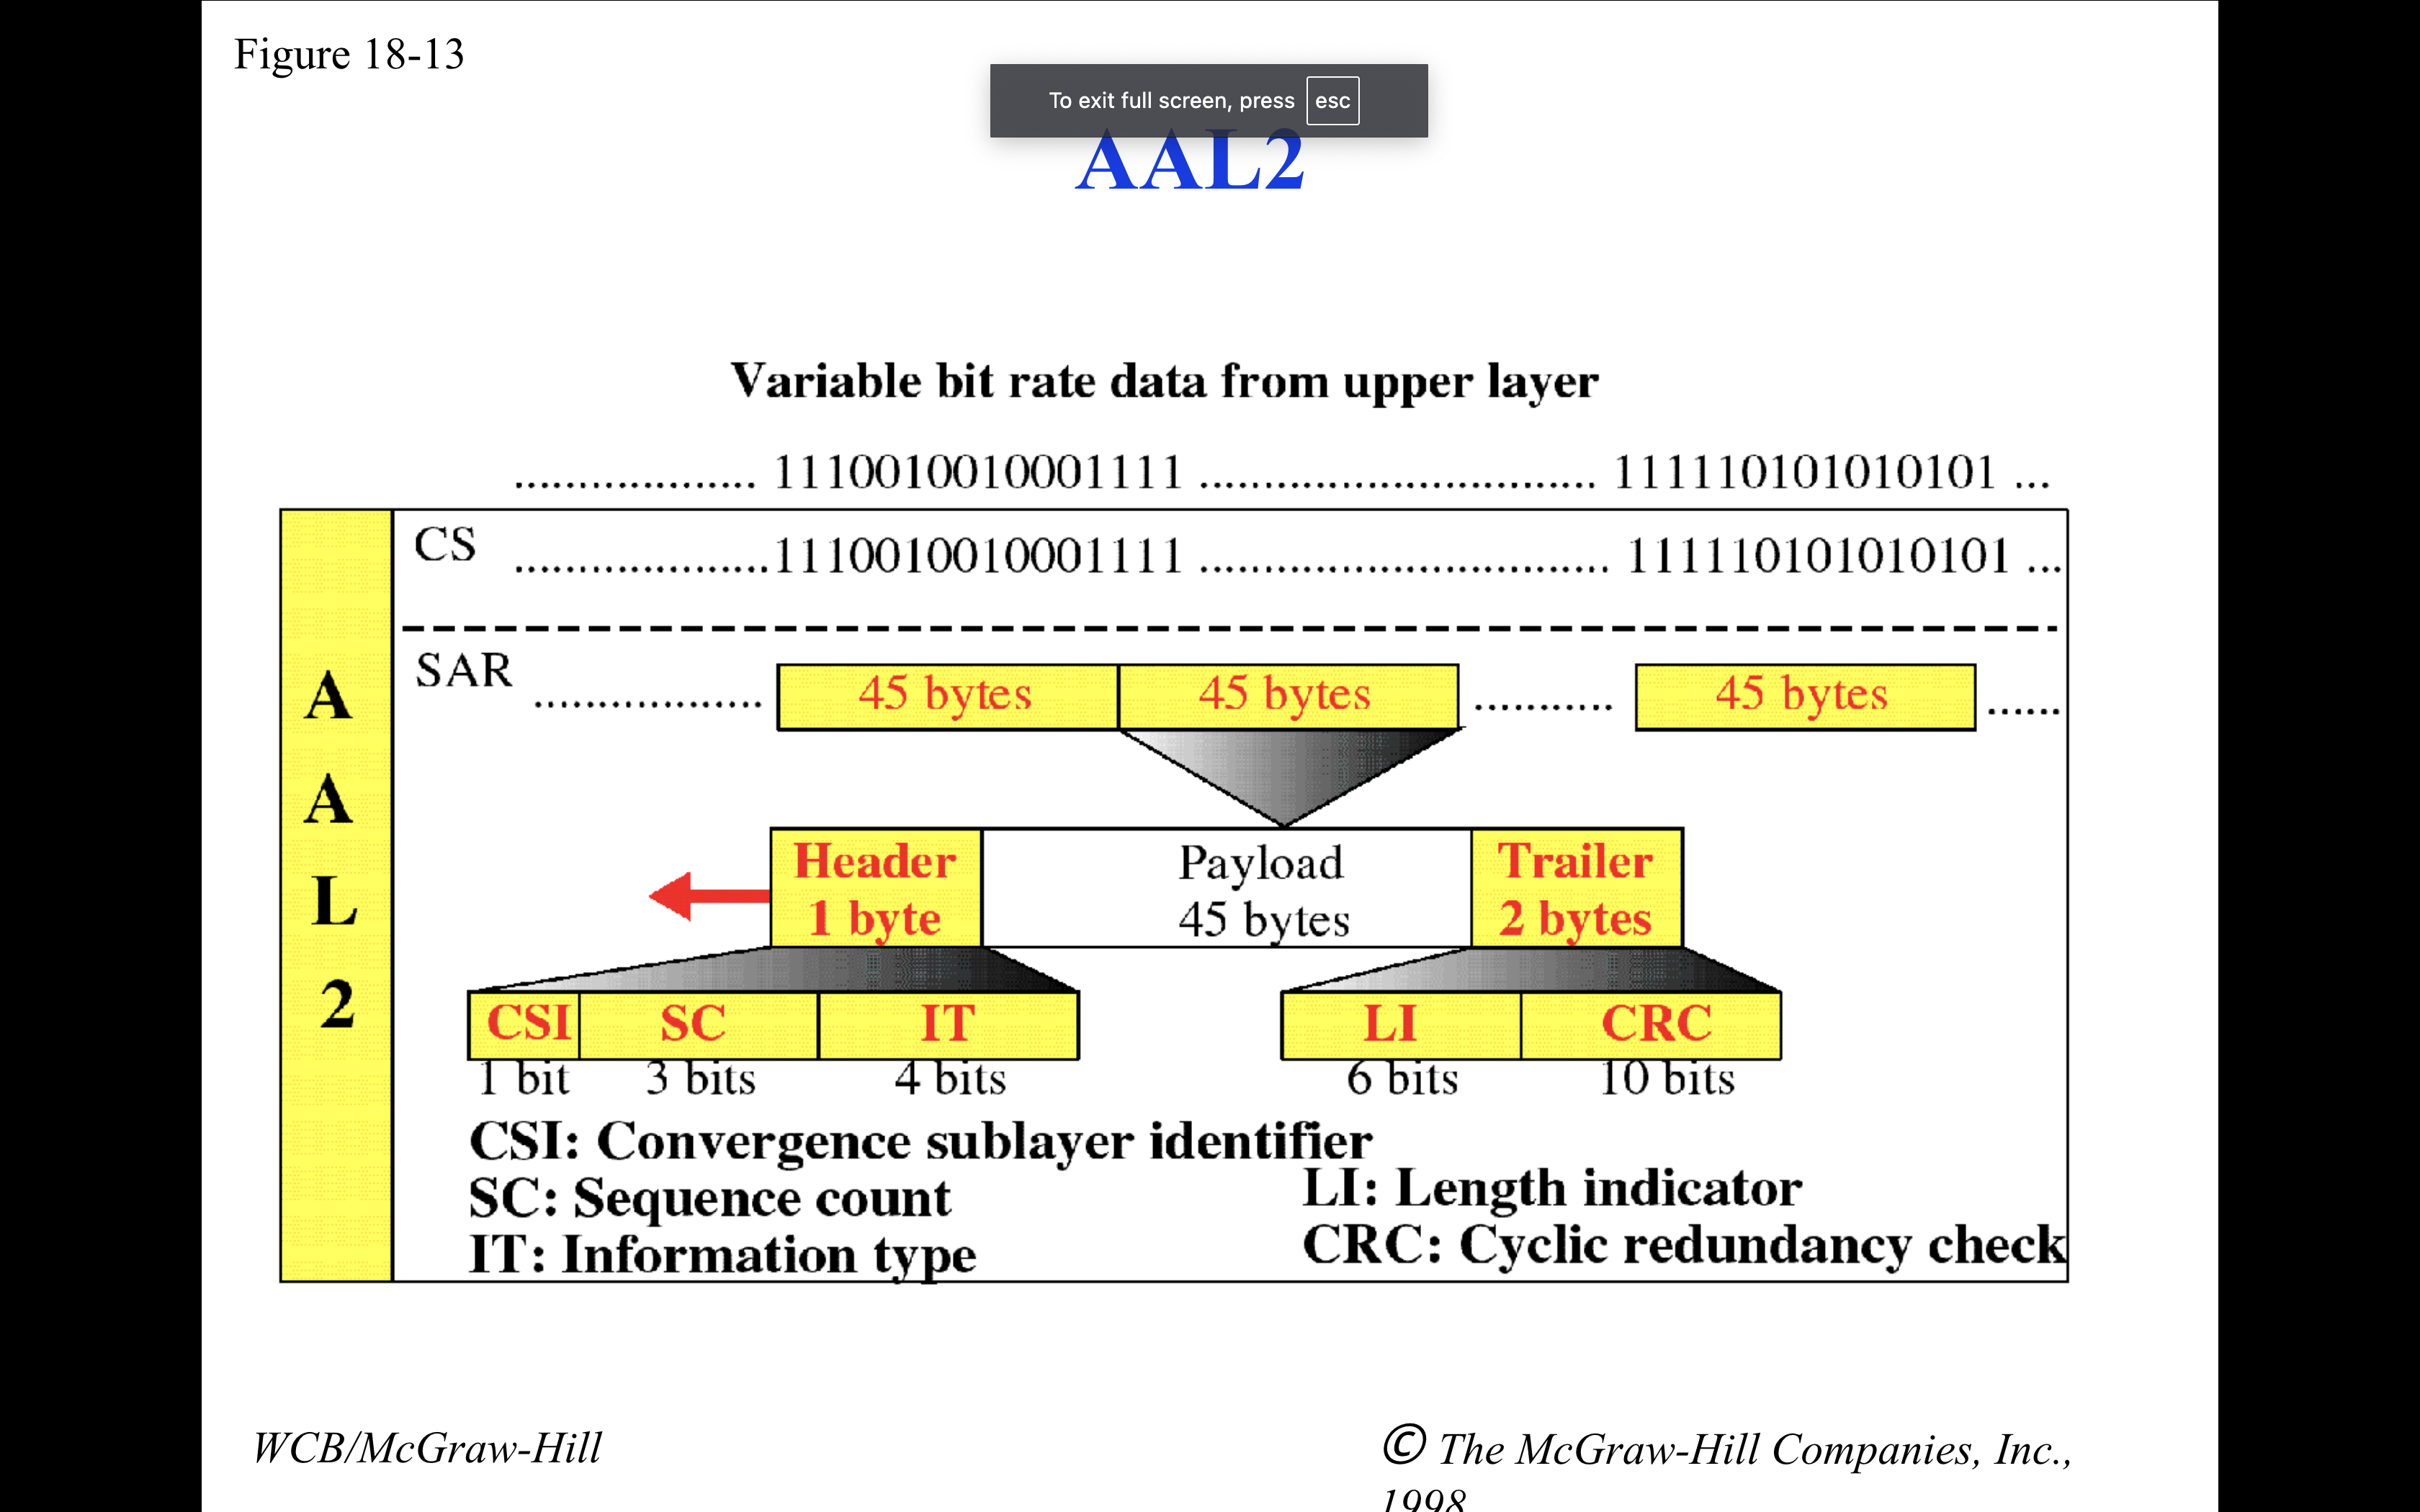 Figure 18-13
To exit full screen, press esc
AAL2
Variable bit rate data from upper layer
................... 1110010010001111 ............................... 111110101010101 ...
CS ....................1110010010001111 ................................ 111110101010101 ...
SAR .................. 45 bytes 45 bytes ........... 45 bytes ......
A
A
L
2
Header Payload Trailer
1 byte 45 bytes 2 bytes
CSI SC IT LI CRC
1 bit 3 bits 4 bits 6 bits 10 bits
CSI: Convergence sublayer identifier
SC: Sequence count
IT: Information type
LI: Length indicator
CRC: Cyclic redundancy check
WCB/McGraw-Hill
© The McGraw-Hill Companies, Inc.,
1998